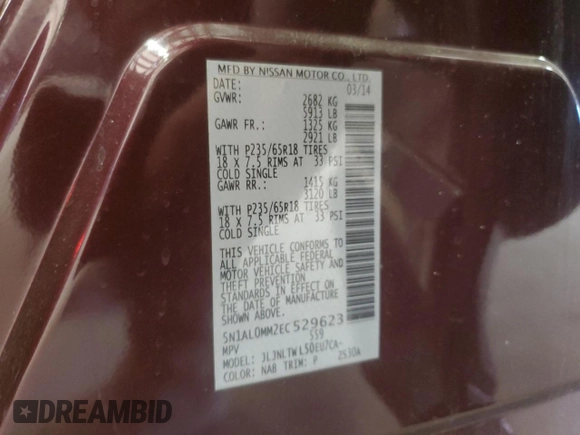 MFD BY NISSAN MOTOR CO., LTD.
DATE: 03/14
GVWR: 2682 KG
5913 LB
GAWR FR.: 1325 KG
2921 LB
WITH P235/65R18 TIRES
18 X 7.5 RIMS AT 33 PSI
COLD SINGLE
GAWR RR.: 1415 KG
3120 LB
WITH P235/65R18 TIRES
18 X 7.5 RIMS AT 33 PSI
COLD SINGLE
THIS VEHICLE CONFORMS TO
ALL APPLICABLE FEDERAL
MOTOR VEHICLE SAFETY AND
THEFT PREVENTION
STANDARDS IN EFFECT ON
THE DATE OF MANUFACTURE
SHOWN ABOVE.
5N1AL0MM2EC529623
MPV 559
MODEL: JLJNLTW L50EU7CA-
COLOR: NAB TRIM: P 2530A
DREAMBID